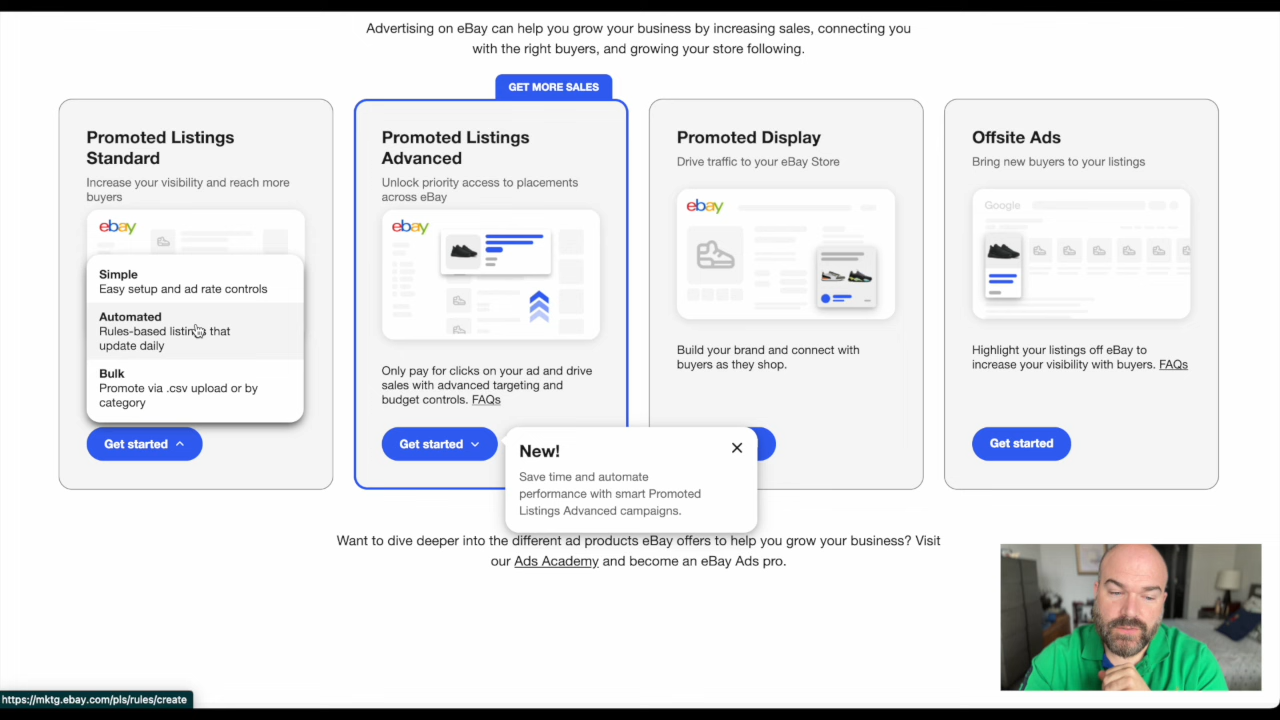 Advertising on eBay can help you grow your business by increasing sales, connecting you
with the right buyers, and growing your store following.
GET MORE SALES
Promoted Listings
Standard
Increase your visibility and reach more
buyers
ebay
Simple
Easy setup and ad rate controls
Automated
Rules-based listings that
update daily
Bulk
Promote via .csv upload or by
category
Get started
Promoted Listings
Advanced
Unlock priority access to placements
across eBay
ebay
Only pay for clicks on your ad and drive
sales with advanced targeting and
budget controls. FAQs
Get started
Promoted Display
Drive traffic to your eBay Store
ebay
Build your brand and connect with
buyers as they shop.
Offsite Ads
Bring new buyers to your listings
Google
Highlight your listings off eBay to
increase your visibility with buyers. FAQs
Get started
New!
Save time and automate
performance with smart Promoted
Listings Advanced campaigns.
Want to dive deeper into the different ad products eBay offers to help you grow your business? Visit
our Ads Academy and become an eBay Ads pro.
https://mktg.ebay.com/pls/rules/create